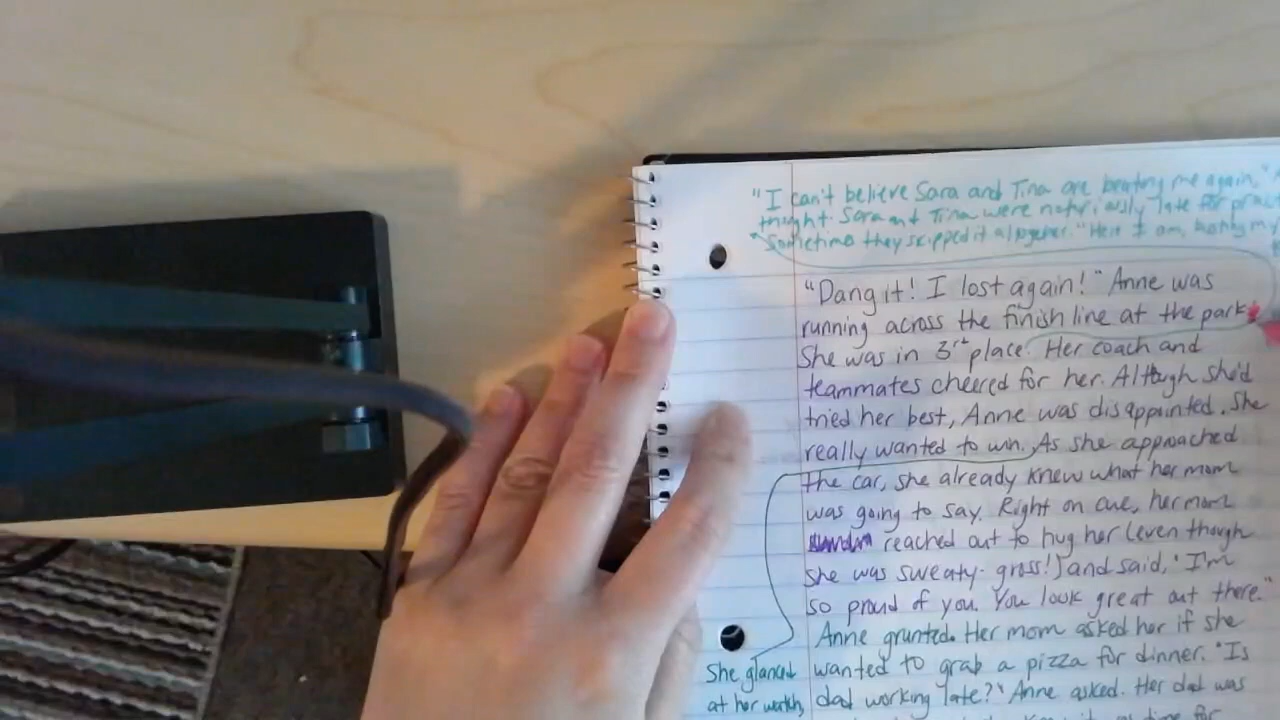 "I can't believe Sara and Tina are beating me again,"
thought. Sara and Tina were notoriously late for
Sometimes they skipped it altogether. "Here I am, my
"Dang it! I lost again!" Anne was
running across the finish line at the park.
She was in 3rd place. Her coach and
teammates cheered for her. Although she'd
tried her best, Anne was disappointed. She
really wanted to win. As she approached
the car, she already knew what her mom
was going to say. Right on cue, her mom
reached out to hug her (even though
she was sweaty- gross!) and said, "I'm
so proud of you. You look great out there."
Anne grunted. Her mom asked her if she
wanted to grab a pizza for dinner. "Is
dad working late?" Anne asked. Her dad was
time for
She glanced
at her watch,